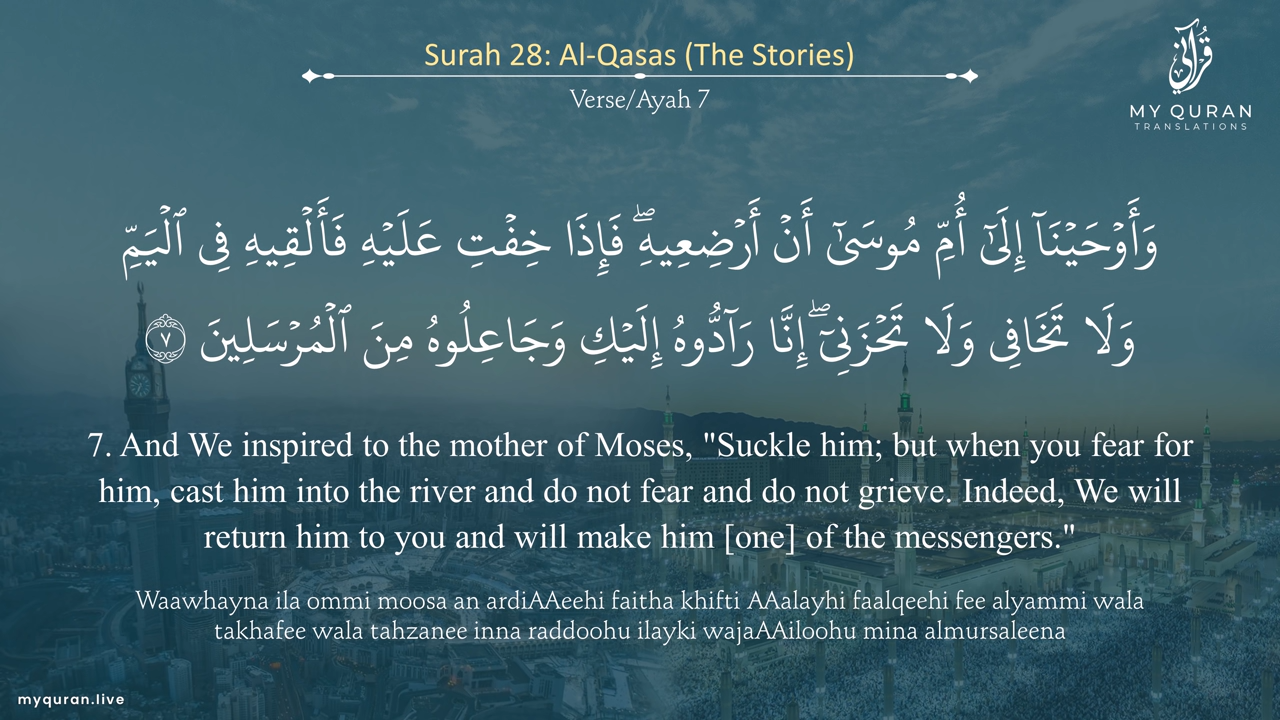 Surah 28: Al-Qasas (The Stories)
Verse/Ayah 7
قُرْآنِي
MY QURAN
TRANSLATIONS
وَأَوْحَيْنَآ إِلَىٰٓ أُمِّ مُوسَىٰٓ أَنْ أَرْضِعِيهِ ۖ فَإِذَا خِفْتِ عَلَيْهِ فَأَلْقِيهِ فِى ٱلْيَمِّ
وَلَا تَخَافِى وَلَا تَحْزَنِىٓ ۖ إِنَّا رَآدُّوهُ إِلَيْكِ وَجَاعِلُوهُ مِنَ ٱلْمُرْسَلِينَ ٧
7. And We inspired to the mother of Moses, "Suckle him; but when you fear for
him, cast him into the river and do not fear and do not grieve. Indeed, We will
return him to you and will make him [one] of the messengers."
Waawhayna ila ommi moosa an ardiAAeehi faitha khifti AAalayhi faalqeehi fee alyammi wala
takhafee wala tahzanee inna raddoohu ilayki wajaAAiloohu mina almursaleena
myquran.live